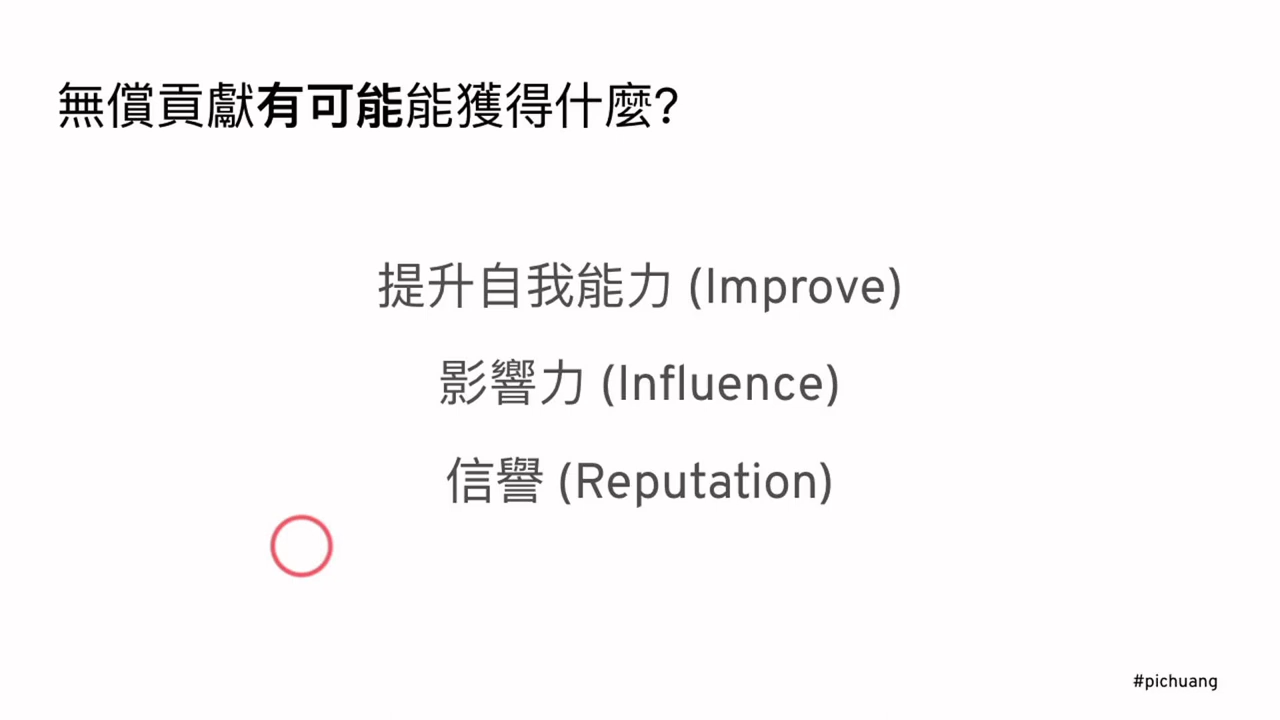 無償貢獻有可能能獲得什麼?
提升自我能力 (Improve)
影響力 (Influence)
信譽 (Reputation)
#pichuang